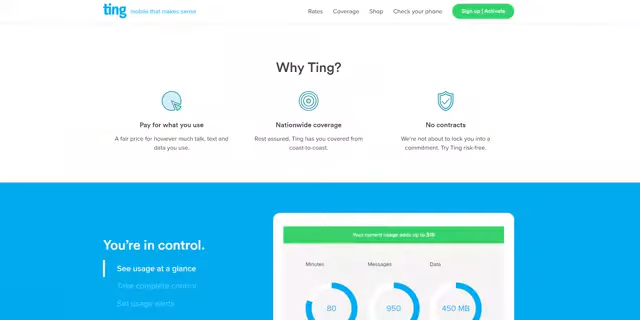 ting mobile that makes sense
Rates Coverage Shop Check your phone Sign up | Activate
Why Ting?
Pay for what you use
A fair price for however much talk, text and
data you use.
Nationwide coverage
Rest assured, Ting has you covered from
coast-to-coast.
No contracts
We're not about to lock you into a
commitment. Try Ting risk-free.
You're in control.
See usage at a glance
Take complete control
Set usage alerts
Your current usage adds up to
Minutes Messages Data
80 950 450 MB